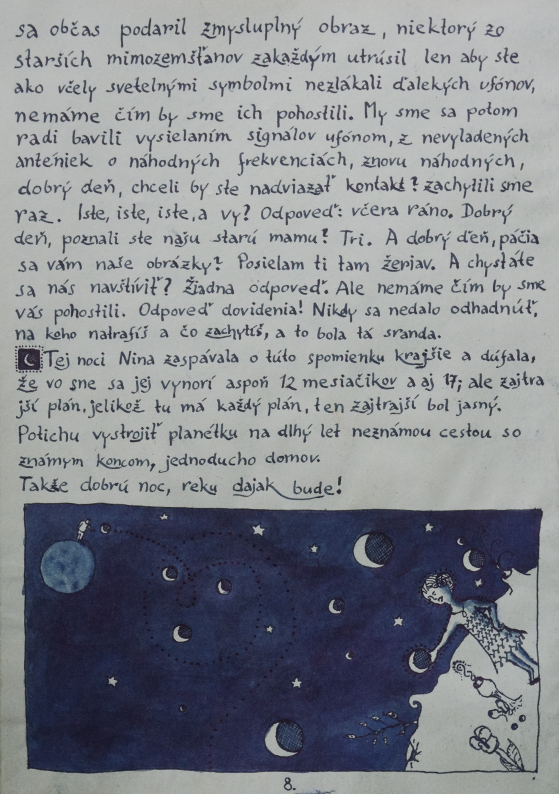 sa občas podaril zmysluplný obraz, niektorý zo
starších mimozemšťanov zakaždým utrúsil len aby ste
ako včely svetelnými symbolmi nezlákali ďalekých ufónov,
nemáme čím by sme ich pohostili. My sme sa potom
radi bavili vysielaním signálov ufónom, z nevyladených
anteniek o náhodných frekvenciách, znovu náhodných,
dobrý deň, chceli by ste nadviazať kontakt? zachytili sme
raz. Iste, iste, iste, a vy? Odpoveď: včera ráno. Dobrý
deň, poznali ste naju starú mamu? Tri. A dobrý ďeň, páčia
sa vám naše obrázky? Posielam ti tam žerjav. A chystáte
sa nás navštíviť? Žiadna odpoveď. Ale nemáme čím by sme
vás pohostili. Odpoveď dovidenia! Nikdy sa nedalo odhadnúť,
na koho natrafíš a čo zachytíš, a to bola tá sranda.
Tej noci Nina zaspávala o túto spomienku krajšie a dúfala,
že vo sne sa jej vynorí aspoň 12 mesiačikov a aj 17; ale zajtra
jší plán, jelikož tu má každý plán, ten zajtrajší bol jasný.
Potichu vystrojiť planétku na dlhý let neznámou cestou so
známym koncom, jednoducho domov.
Takže dobrú noc, reku dajak bude!
8.